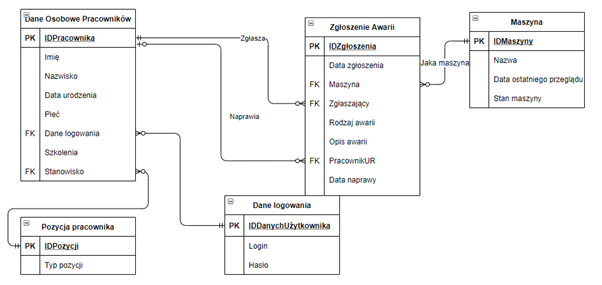 Dane Osobowe Pracowników
PK IDPracownika
Imię
Nazwisko
Data urodzenia
Płeć
FK Dane logowania
Szkolenia
FK Stanowisko
Zgłasza
Naprawia
Zgłoszenie Awarii
PK IDZgłoszenia
Data zgłoszenia
FK Maszyna
FK Zgłaszający
Rodzaj awarii
Opis awarii
FK PracownikUR
Data naprawy
Jaka maszyna
Maszyna
PK IDMaszyny
Nazwa
Data ostatniego przeglądu
Stan maszyny
Pozycja pracownika
PK IDPozycji
Typ pozycji
Dane logowania
PK IDDanychUżytkownika
Login
Hasło